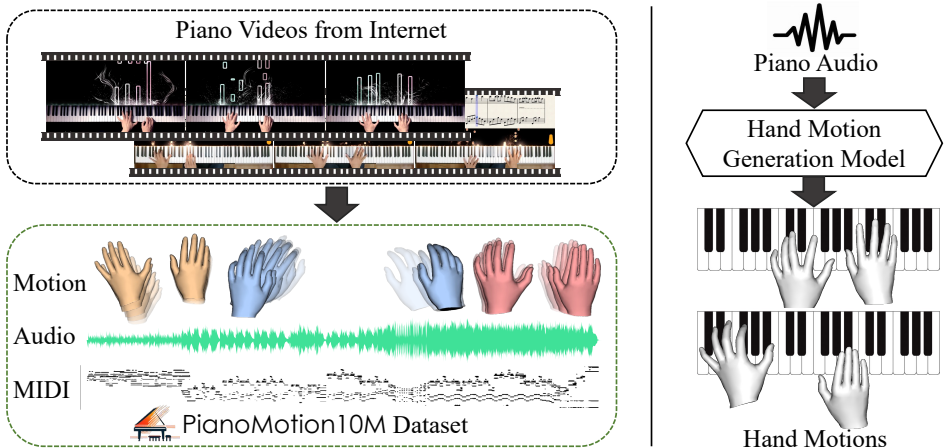 Piano Videos from Internet
Motion
Audio
MIDI
PianoMotion10M Dataset
Piano Audio
Hand Motion
Generation Model
Hand Motions